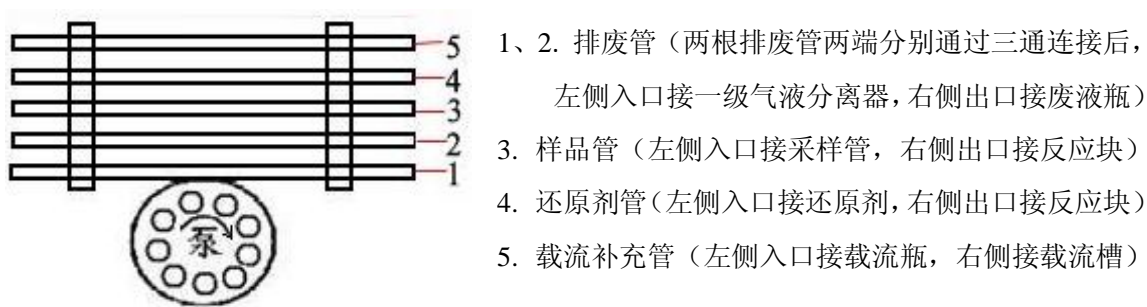 5
4
3
2
1
泵
1、2. 排废管（两根排废管两端分别通过三通连接后，
左侧入口接一级气液分离器，右侧出口接废液瓶）
3. 样品管（左侧入口接采样管，右侧出口接反应块）
4. 还原剂管（左侧入口接还原剂，右侧出口接反应块）
5. 载流补充管（左侧入口接载流瓶，右侧接载流槽）